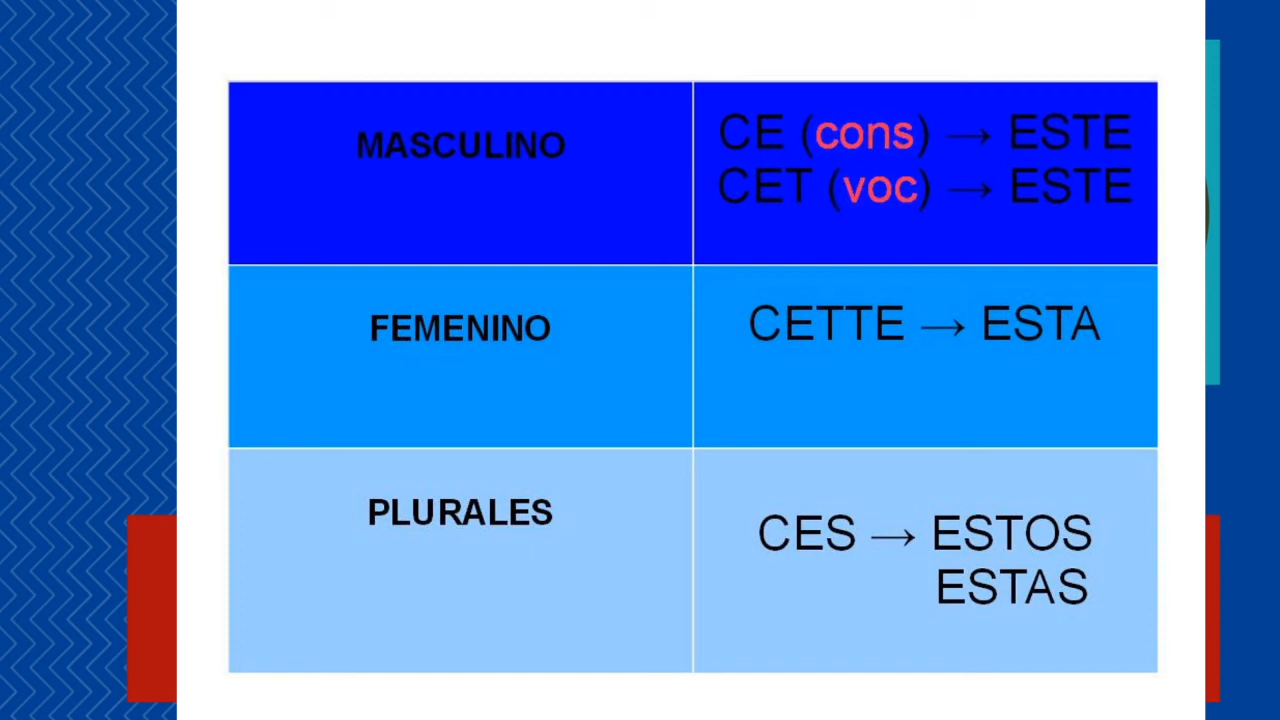 MASCULINO
CE (cons) → ESTE
CET (voc) → ESTE
FEMENINO
CETTE → ESTA
PLURALES
CES → ESTOS
ESTAS